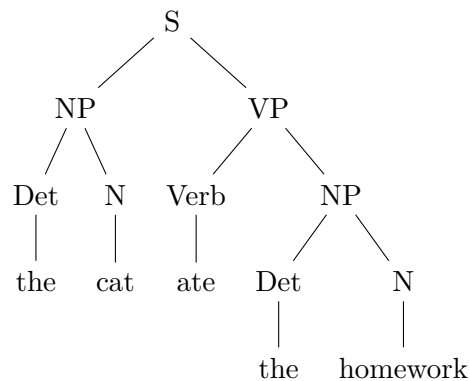 S
NP VP
Det N Verb NP
the cat ate Det N
the homework